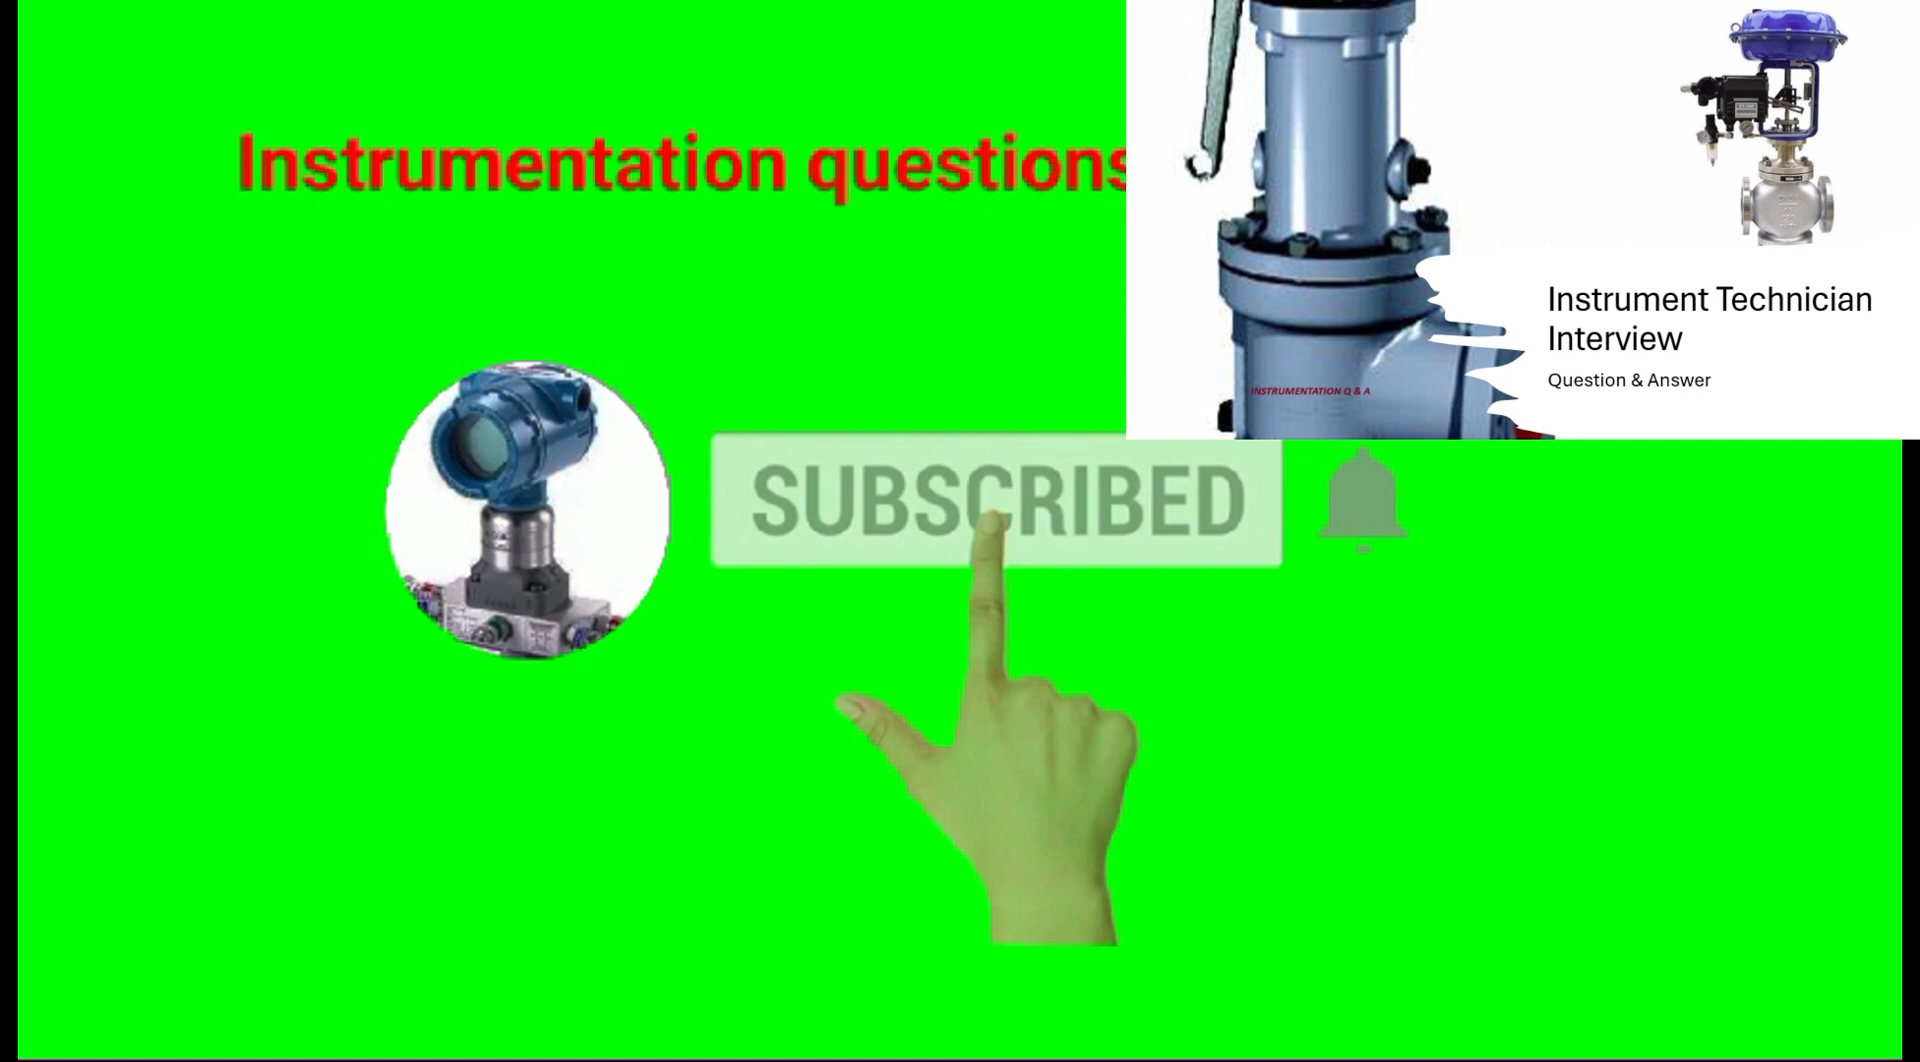 Instrumentation questions
Instrument Technician
Interview
Question & Answer
INSTRUMENTATION Q & A
SUBSCRIBED